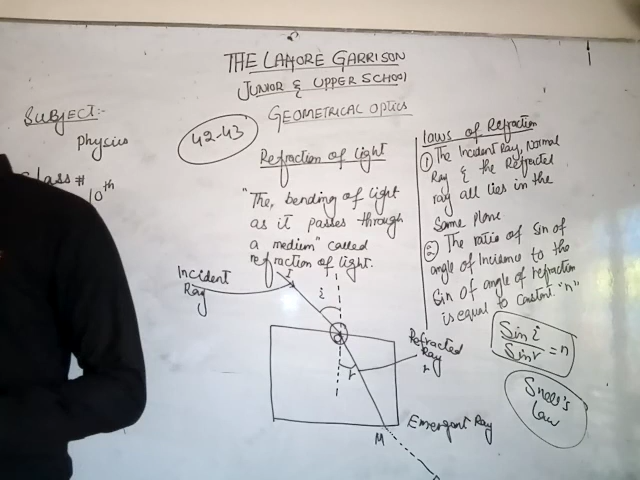 THE LAHORE GARRISON
JUNIOR & UPPER SCHOOL
GEOMETRICAL OPTICS
SUBJECT:-
Physics
Class #
10th
42-43
Refraction of light
"The, bending of light
as it passes through
a medium" called
refraction of light.
Incident
Ray
I
i
r
Refracted
Ray
r
M
Emergent Ray
laws of Refraction
① The Incident Ray, Normal
Ray & the Refracted
ray all lies in the
Same plane
② The ratio of Sin of
angle of Incidence to the
Sin of angle of refraction
is equal to constant. "n"
Sin i
Sin r = n
Snell's
Law